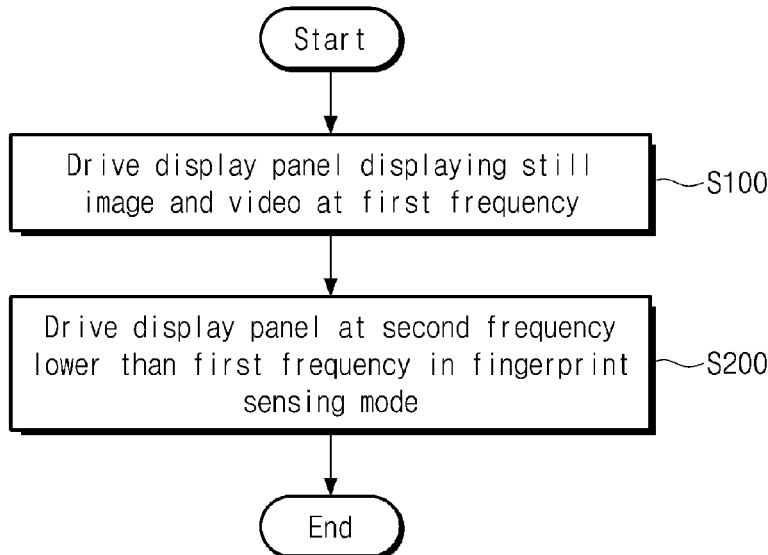 Start
Drive display panel displaying still
image and video at first frequency
S100
Drive display panel at second frequency
lower than first frequency in fingerprint
sensing mode
S200
End